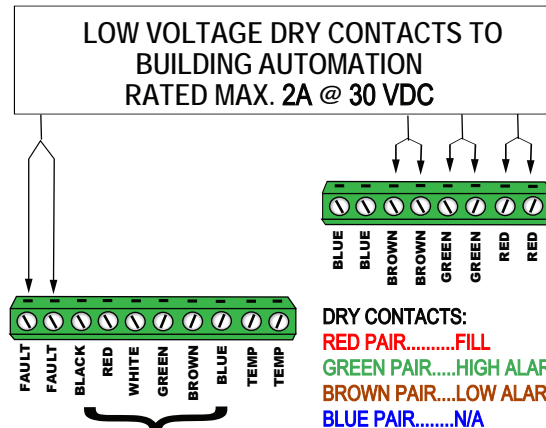 LOW VOLTAGE DRY CONTACTS TO
BUILDING AUTOMATION
RATED MAX. 2A @ 30 VDC
BLUE
BLUE
BROWN
BROWN
GREEN
GREEN
RED
RED
FAULT
FAULT
BLACK
RED
WHITE
GREEN
BROWN
BLUE
TEMP
TEMP
DRY CONTACTS:
RED PAIR..........FILL
GREEN PAIR.....HIGH ALAR
BROWN PAIR....LOW ALAR
BLUE PAIR........N/A